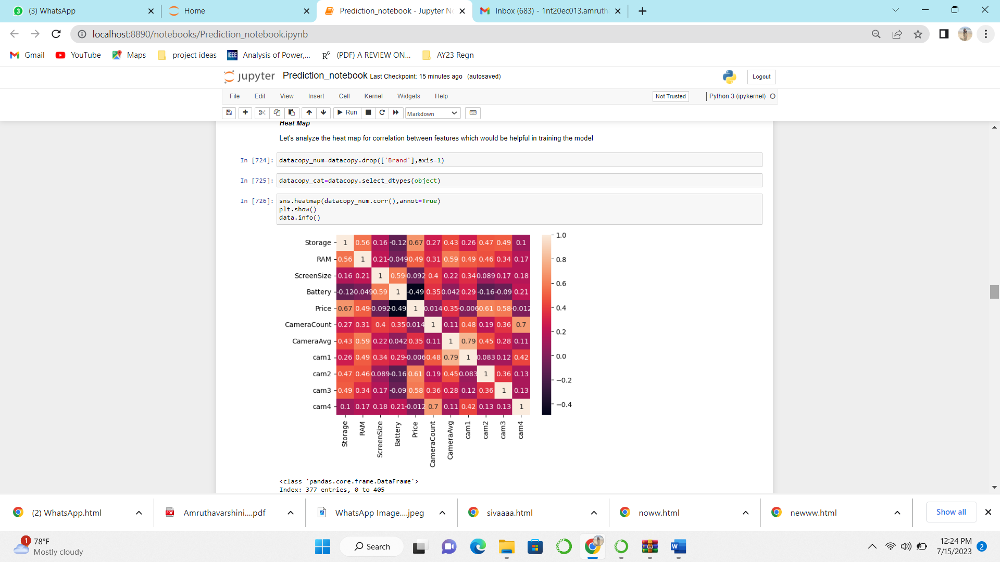 3 (3) WhatsApp
Home
Prediction_notebook - Jupyter N
Inbox (683) - 1nt20ec013.amruth
localhost:8890/notebooks/Prediction_notebook.ipynb
Gmail YouTube Maps project ideas IEEE Analysis of Power,... RG (PDF) A REVIEW ON... AY23 Regn
jupyter Prediction_notebook Last Checkpoint: 15 minutes ago (autosaved) Logout
File Edit View Insert Cell Kernel Widgets Help Not Trusted Python 3 (ipykernel)
Run Markdown
Heat Map
Let's analyze the heat map for correlation between features which would be helpful in training the model
In [724]: datacopy_num=datacopy.drop(['Brand'],axis=1)
In [725]: datacopy_cat=datacopy.select_dtypes(object)
In [726]: sns.heatmap(datacopy_num.corr(),annot=True)
plt.show()
data.info()
Storage 1 0.56 0.16 -0.12 0.67 0.27 0.43 0.26 0.47 0.49 0.1
RAM 0.56 1 0.21 -0.049 0.49 0.31 0.59 0.49 0.46 0.34 0.17
ScreenSize 0.16 0.21 1 0.59 -0.092 0.4 0.22 0.34 0.089 0.17 0.18
Battery -0.12 -0.049 0.59 1 -0.49 0.35 0.042 0.29 -0.16 -0.09 0.21
Price 0.67 0.49 -0.092 -0.49 1 0.014 0.35 -0.006 0.61 0.58 -0.012
CameraCount 0.27 0.31 0.4 0.35 0.014 1 0.11 0.48 0.19 0.36 0.7
CameraAvg 0.43 0.59 0.22 0.042 0.35 0.11 1 0.79 0.45 0.28 0.11
cam1 0.26 0.49 0.34 0.29 -0.006 0.48 0.79 1 0.083 0.12 0.42
cam2 0.47 0.46 0.089 -0.16 0.61 0.19 0.45 0.083 1 0.36 0.13
cam3 0.49 0.34 0.17 -0.09 0.58 0.36 0.28 0.12 0.36 1 0.13
cam4 0.1 0.17 0.18 0.21 -0.012 0.7 0.11 0.42 0.13 0.13 1
Storage RAM ScreenSize Battery Price CameraCount CameraAvg cam1 cam2 cam3 cam4
1.0
0.8
0.6
0.4
0.2
0.0
−0.2
−0.4
<class 'pandas.core.frame.DataFrame'>
Index: 377 entries, 0 to 405
(2) WhatsApp.html PDF Amruthavarshini....pdf WhatsApp Image....jpeg sivaaaa.html noww.html newww.html Show all
1 78°F
Mostly cloudy
Search
12:24 PM
7/15/2023 2